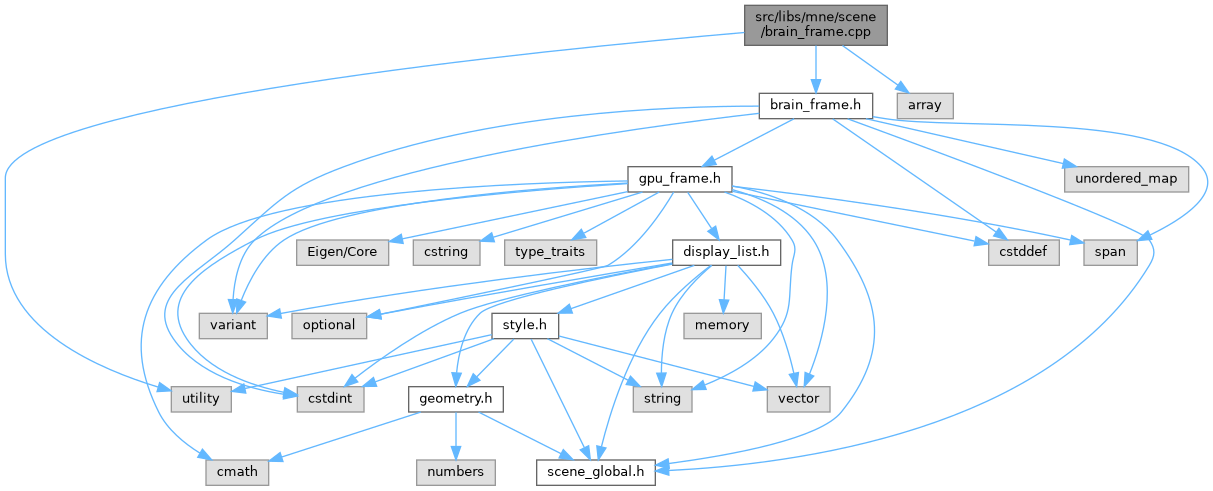 src/libs/mne/scene
/brain_frame.cpp
brain_frame.h
array
gpu_frame.h
unordered_map
Eigen/Core
cstring
type_traits
display_list.h
cstddef
span
variant
optional
style.h
memory
utility
cstdint
geometry.h
string
vector
cmath
numbers
scene_global.h